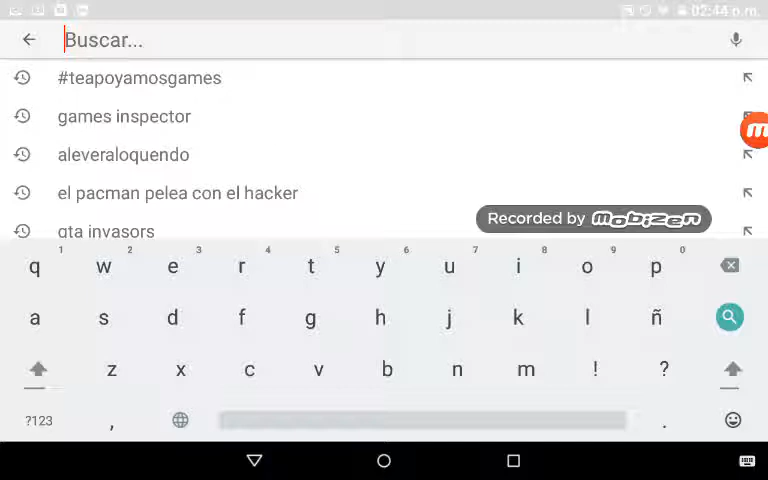 02:44 p.m.
Buscar...
#teapoyamosgames
games inspector
aleveraloquendo
el pacman pelea con el hacker
gta invasors
Recorded by mobizen
1 2 3 4 5 6 7 8 9 0
q w e r t y u i o p
a s d f g h j k l ñ
z x c v b n m ! ?
?123 , .